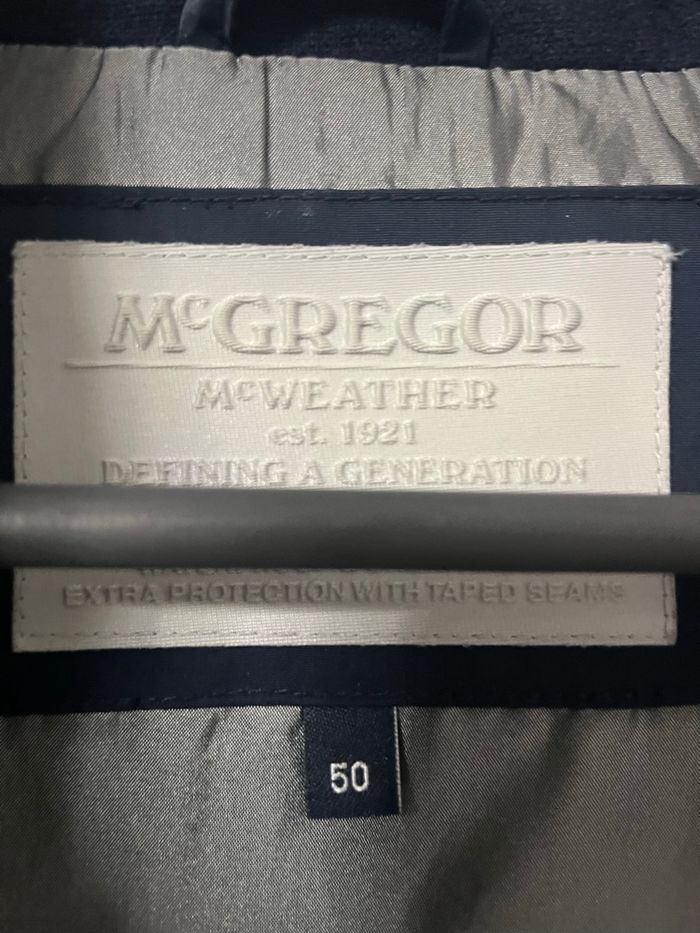 McGREGOR
McWEATHER
est. 1921
DEFINING A GENERATION
EXTRA PROTECTION WITH TAPED SEAMS
50